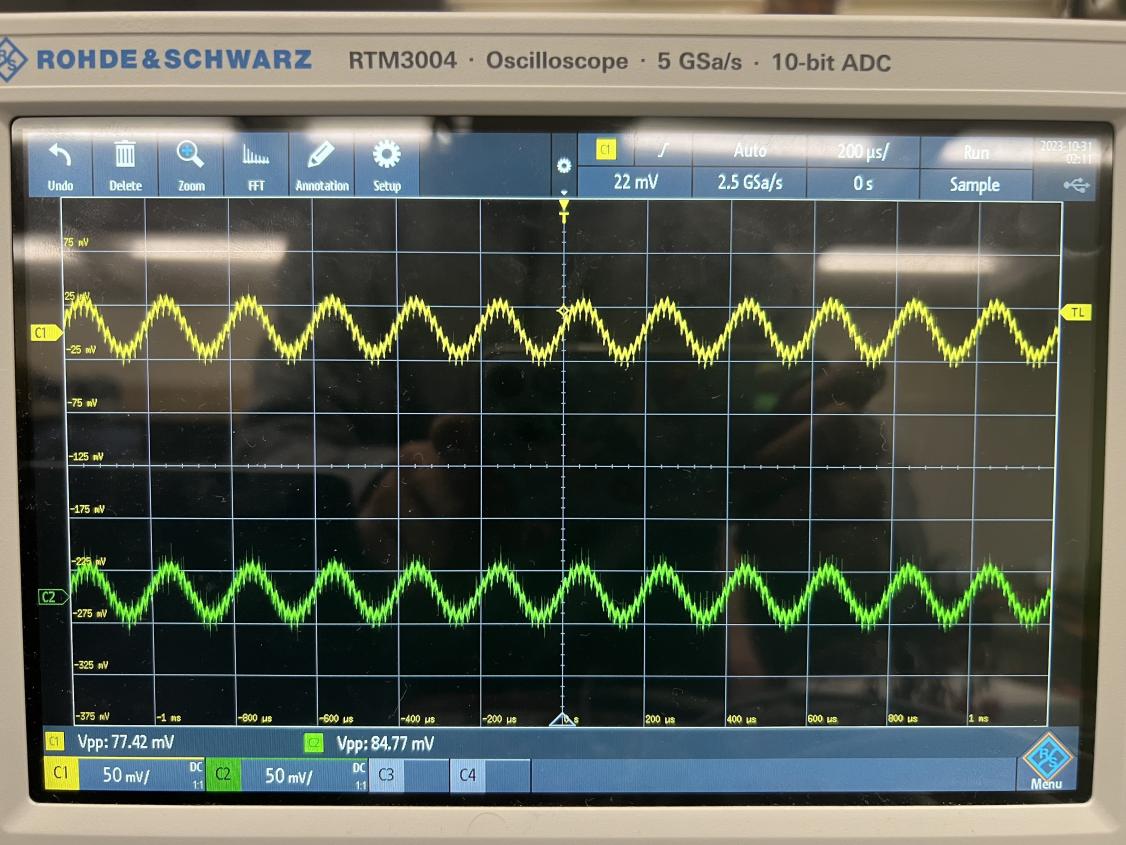 ROHDE&SCHWARZ RTM3004 · Oscilloscope · 5 GSa/s · 10-bit ADC
Undo Delete Zoom FFT Annotation Setup
C1 Auto 200 µs/ Run 2023-10-31
02:11
22 mV 2.5 GSa/s 0 s Sample
T
75 mV
25 mV
TL
C1
-25 mV
-75 mV
-125 mV
-175 mV
-225 mV
C2
-275 mV
-325 mV
-375 mV -1 ms -800 µs -600 µs -400 µs -200 µs 0 s 200 µs 400 µs 600 µs 800 µs 1 ms
C1 Vpp: 77.42 mV C2 Vpp: 84.77 mV
C1 50 mV/ DC 1:1 C2 50 mV/ DC 1:1 C3 C4
R&S
Menu